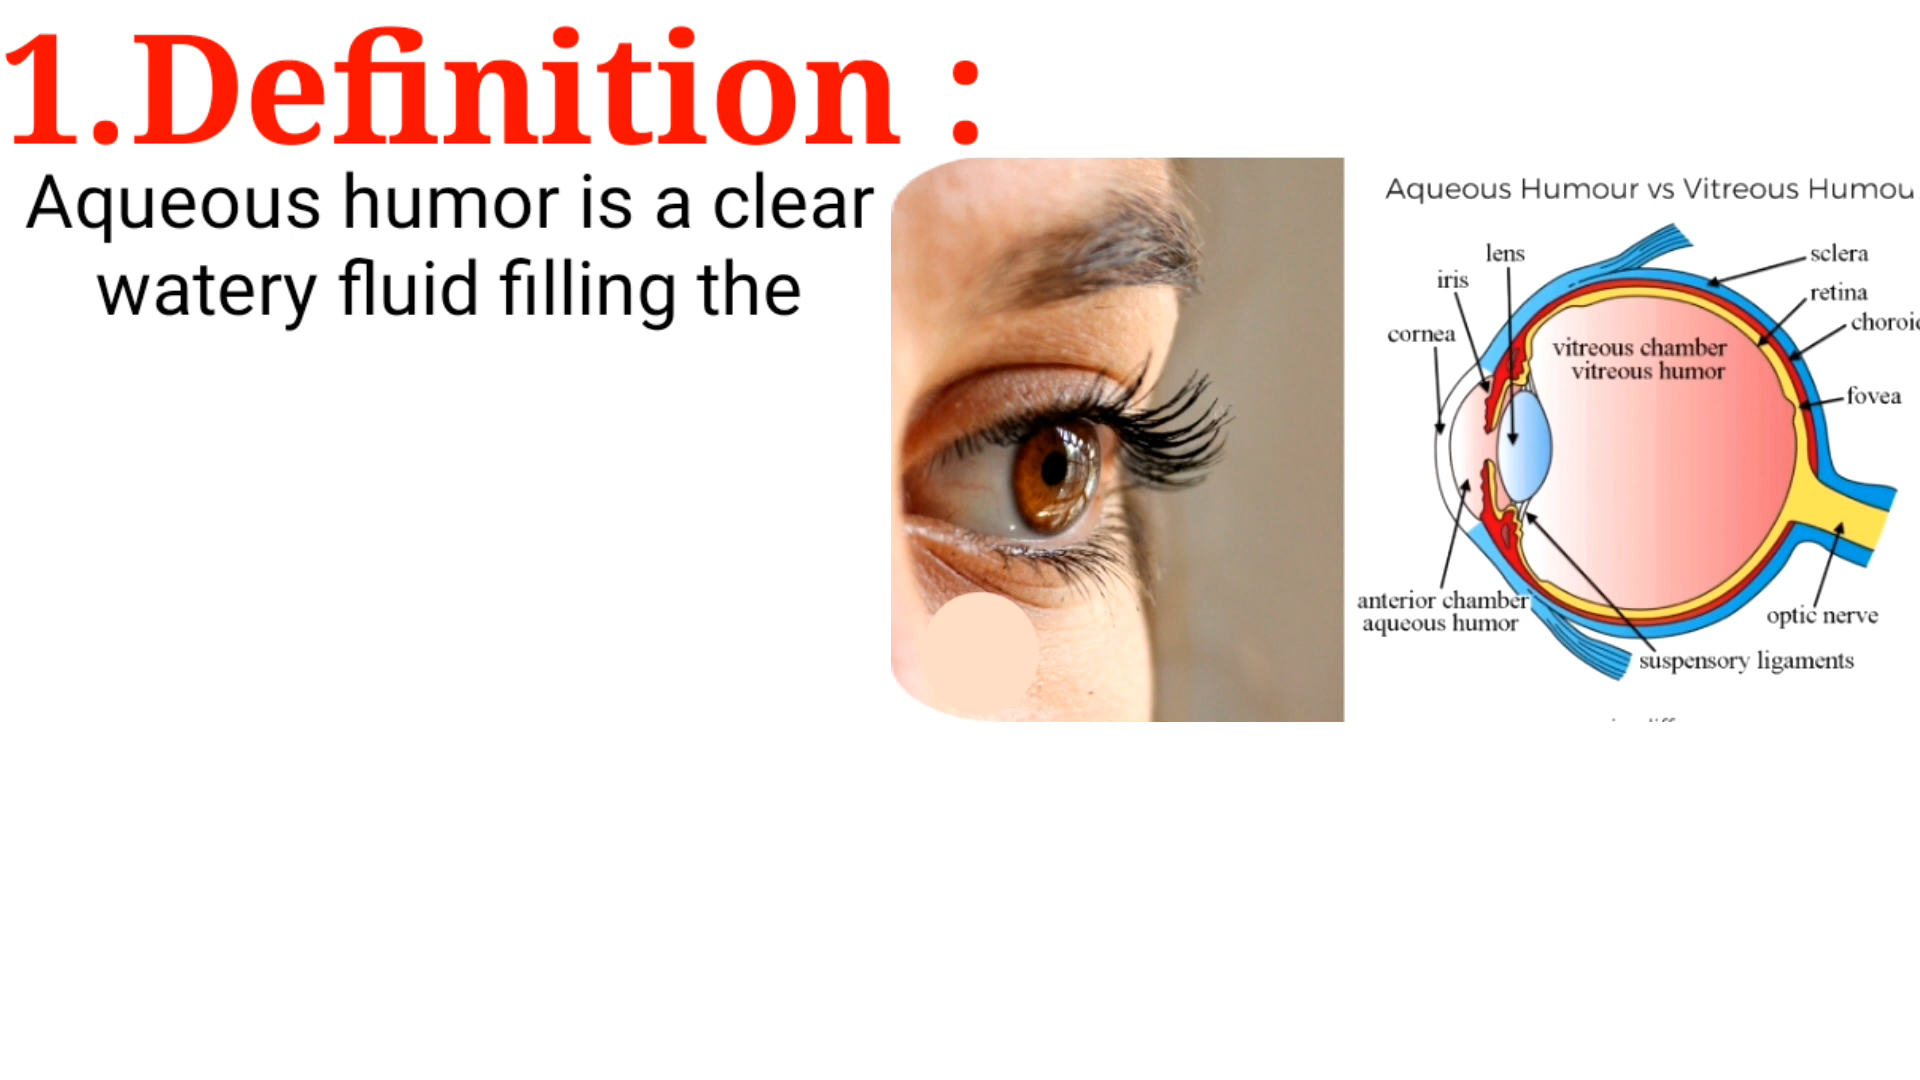 1.Definition :
Aqueous humor is a clear
watery fluid filling the
Aqueous Humour vs Vitreous Humou
lens
sclera
iris
retina
choroid
cornea
vitreous chamber
vitreous humor
fovea
anterior chamber
aqueous humor
optic nerve
suspensory ligaments